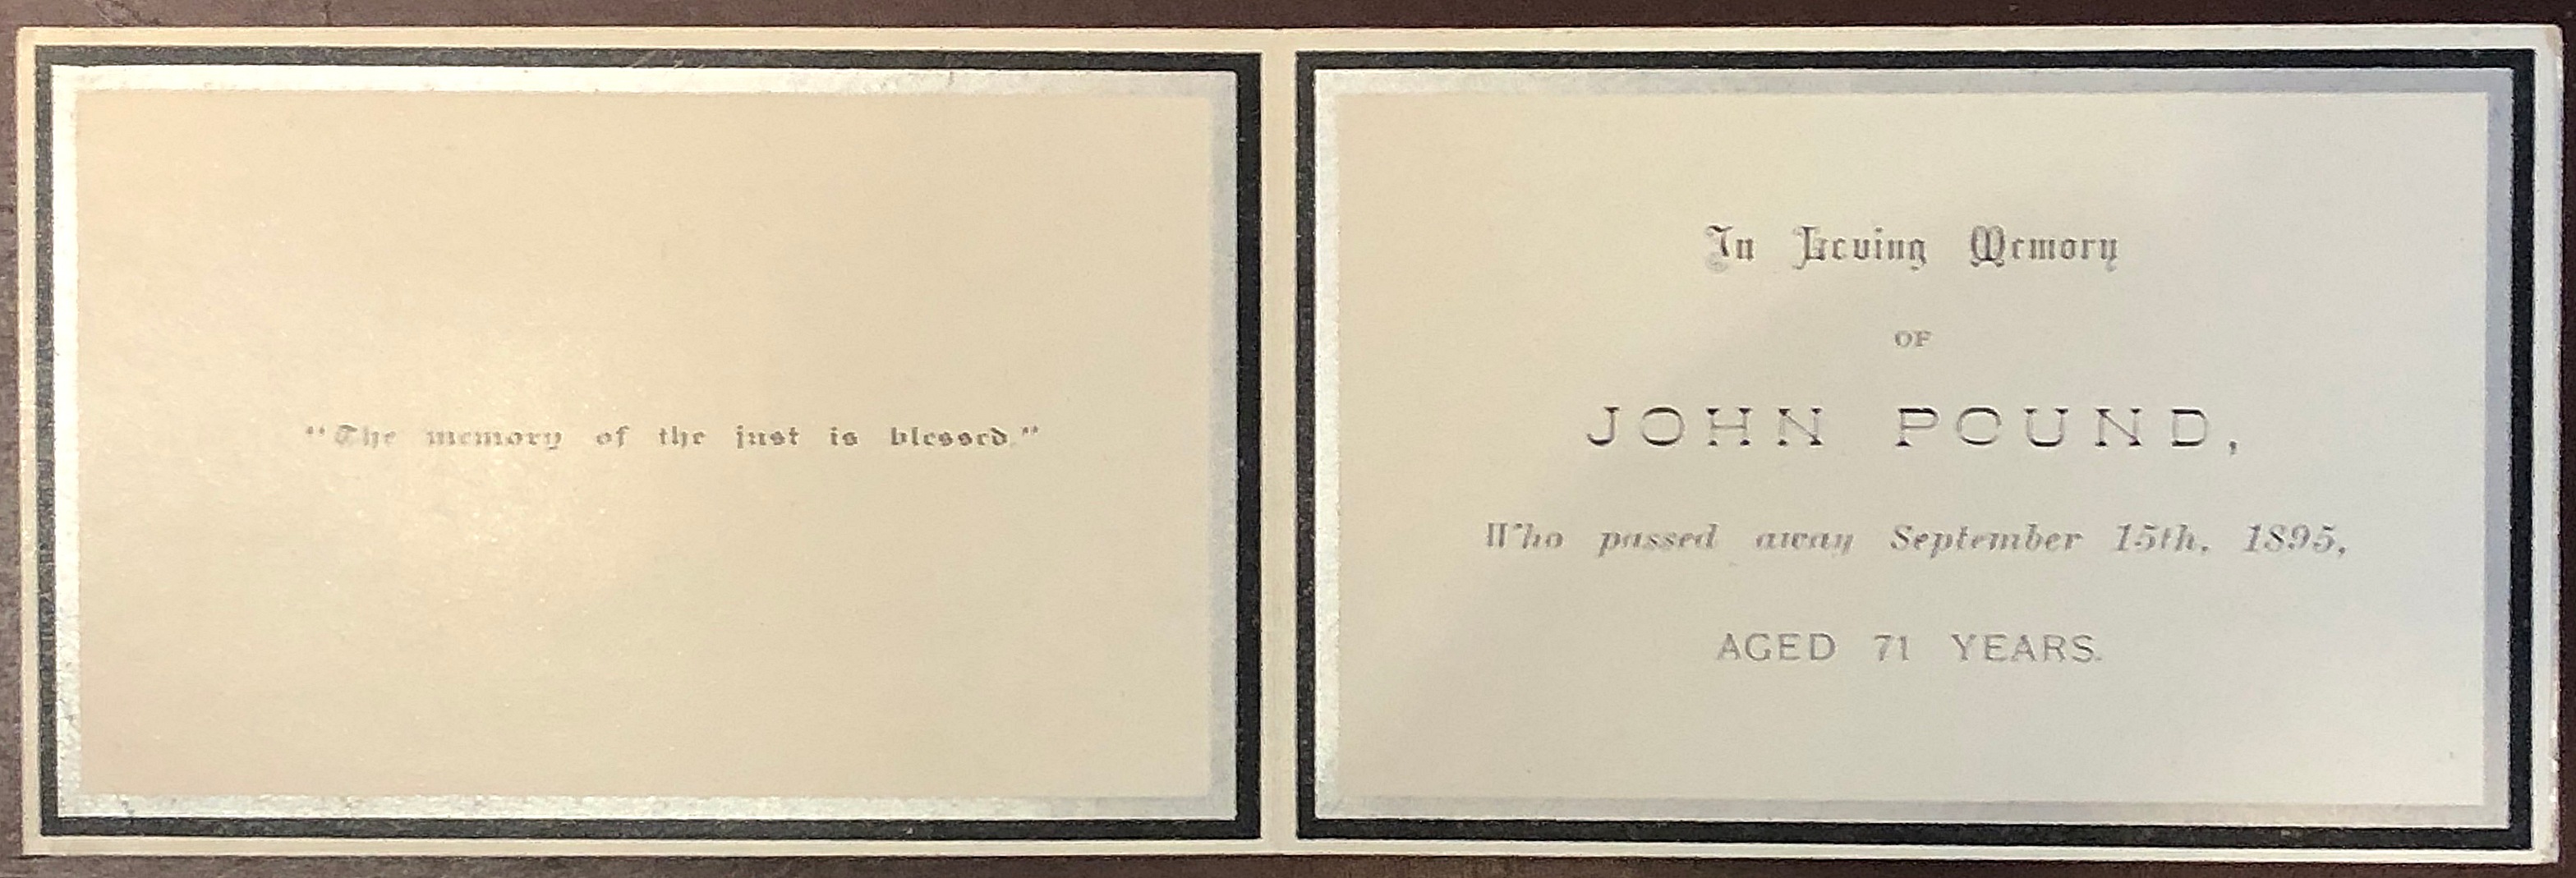 "The memory of the just is blessed."
In Loving Memory
OF
JOHN POUND,
Who passed away September 15th, 1895,
AGED 71 YEARS.